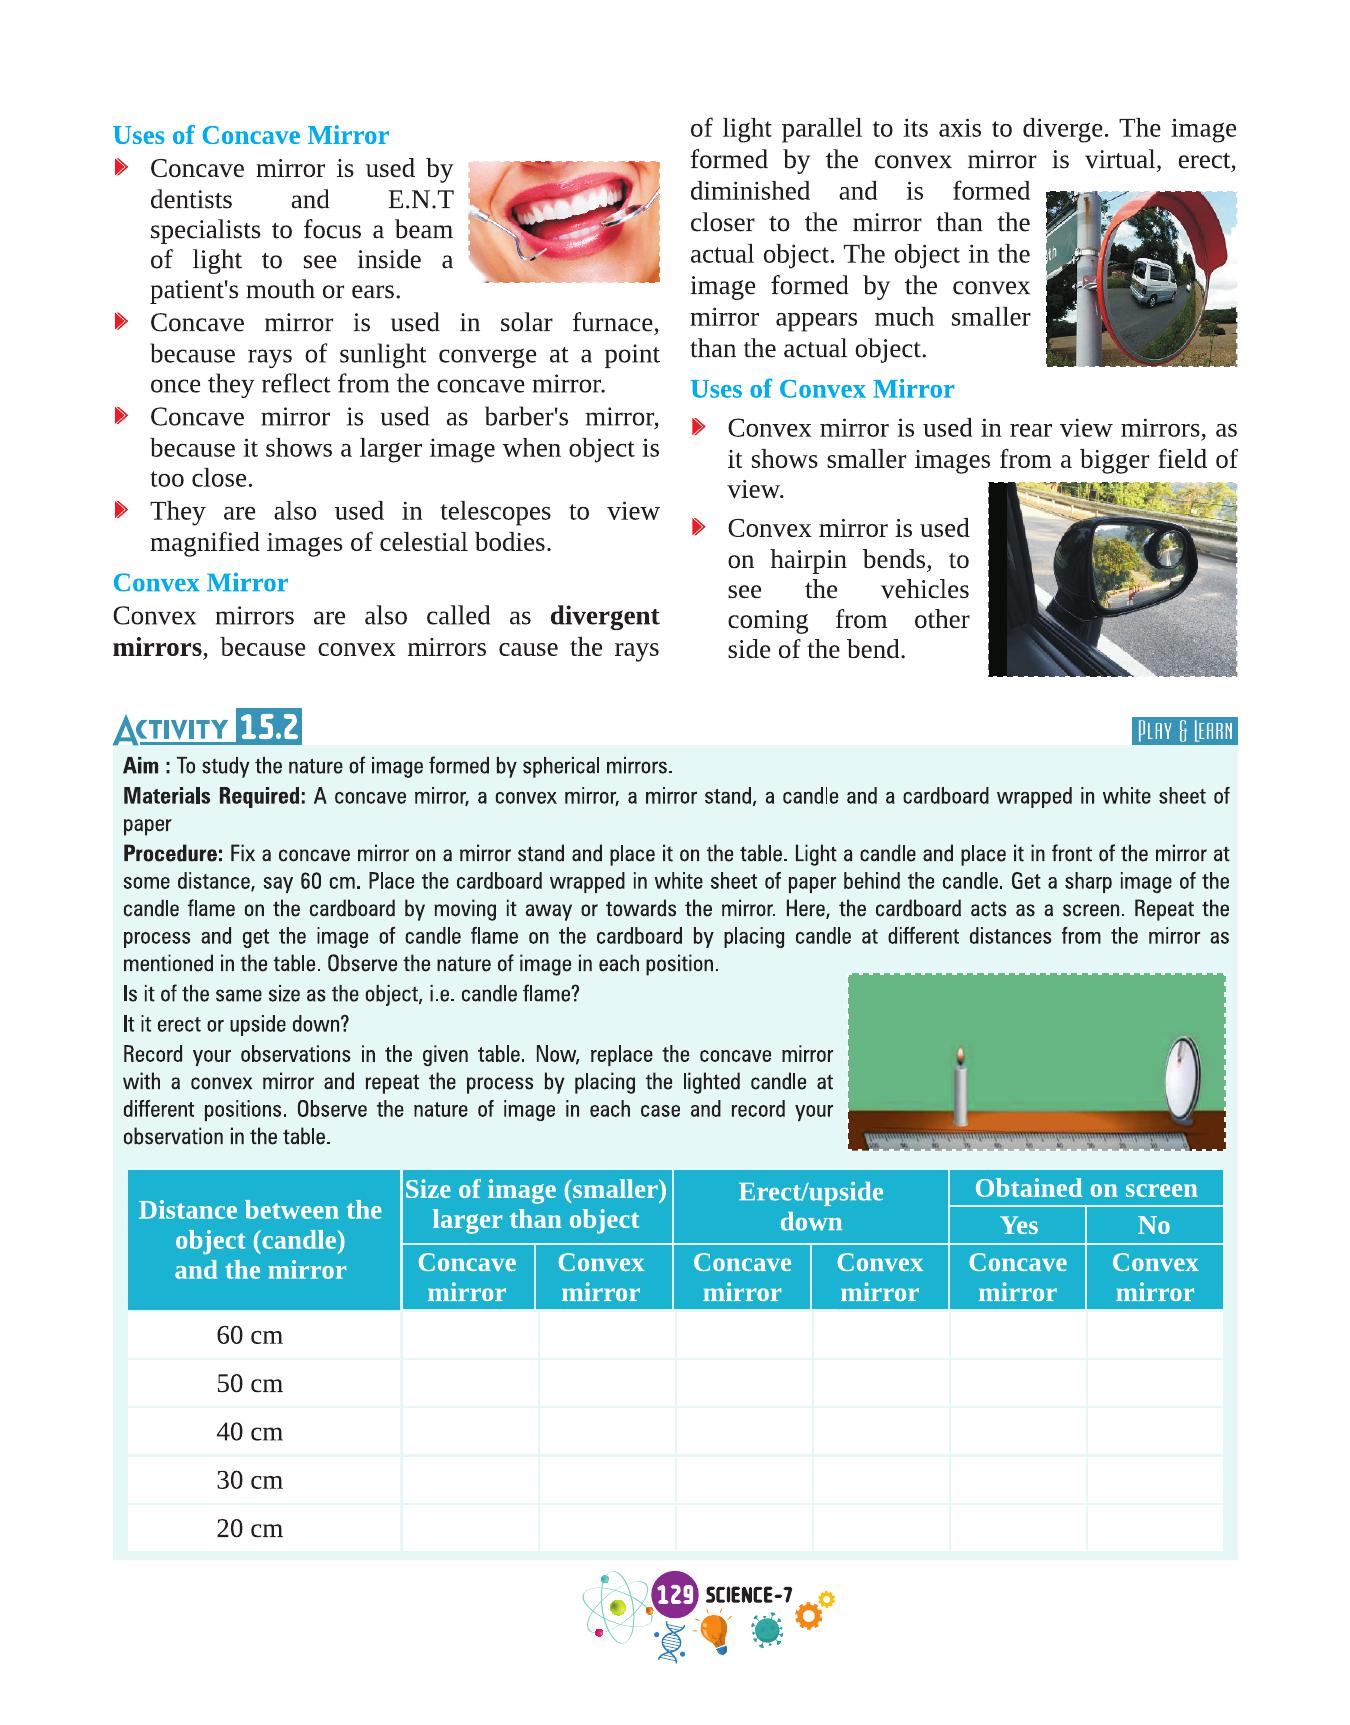 Uses of Concave Mirror
Concave mirror is used by
dentists and E.N.T
specialists to focus a beam
of light to see inside a
patient's mouth or ears.
Concave mirror is used in solar furnace,
because rays of sunlight converge at a point
once they reflect from the concave mirror.
Concave mirror is used as barber's mirror,
because it shows a larger image when object is
too close.
They are also used in telescopes to view
magnified images of celestial bodies.
Convex Mirror
Convex mirrors are also called as divergent
mirrors, because convex mirrors cause the rays
of light parallel to its axis to diverge. The image
formed by the convex mirror is virtual, erect,
diminished and is formed
closer to the mirror than the
actual object. The object in the
image formed by the convex
mirror appears much smaller
than the actual object.
Uses of Convex Mirror
Convex mirror is used in rear view mirrors, as
it shows smaller images from a bigger field of
view.
Convex mirror is used
on hairpin bends, to
see the vehicles
coming from other
side of the bend.
ACTIVITY 15.2
PLAY & LEARN
Aim : To study the nature of image formed by spherical mirrors.
Materials Required: A concave mirror, a convex mirror, a mirror stand, a candle and a cardboard wrapped in white sheet of
paper
Procedure: Fix a concave mirror on a mirror stand and place it on the table. Light a candle and place it in front of the mirror at
some distance, say 60 cm. Place the cardboard wrapped in white sheet of paper behind the candle. Get a sharp image of the
candle flame on the cardboard by moving it away or towards the mirror. Here, the cardboard acts as a screen. Repeat the
process and get the image of candle flame on the cardboard by placing candle at different distances from the mirror as
mentioned in the table. Observe the nature of image in each position.
Is it of the same size as the object, i.e. candle flame?
It it erect or upside down?
Record your observations in the given table. Now, replace the concave mirror
with a convex mirror and repeat the process by placing the lighted candle at
different positions. Observe the nature of image in each case and record your
observation in the table.
Distance between the
object (candle)
and the mirror
Size of image (smaller)
larger than object
Erect/upside
down
Obtained on screen
Yes No
Concave
mirror
Convex
mirror
Concave
mirror
Convex
mirror
Concave
mirror
Convex
mirror
60 cm
50 cm
40 cm
30 cm
20 cm
129 SCIENCE-7